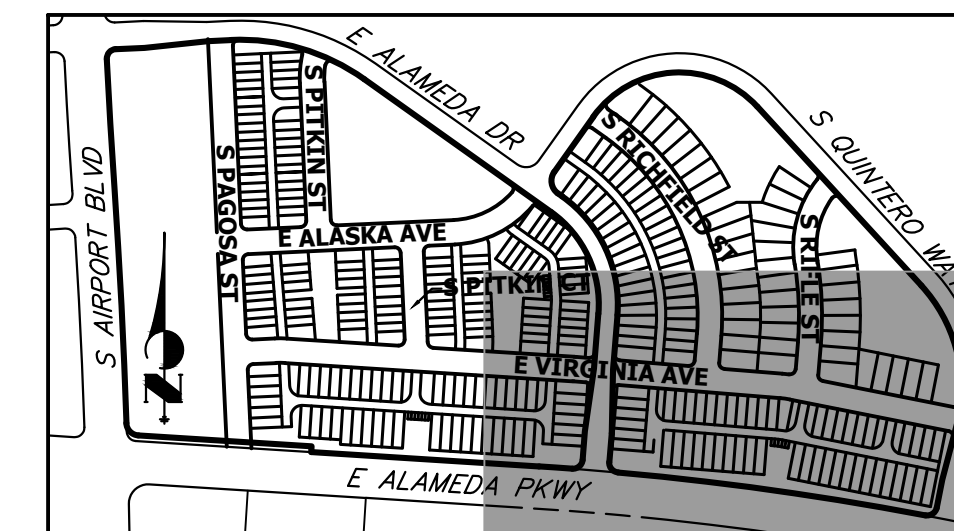 E ALAMEDA DR
S QUINTERO WAY
S PITKIN ST
S RICHFIELD ST
S AIRPORT BLVD
S PAGOSA ST
E ALASKA AVE
S RIFLE ST
S PITKIN CT
E VIRGINIA AVE
N
E ALAMEDA PKWY